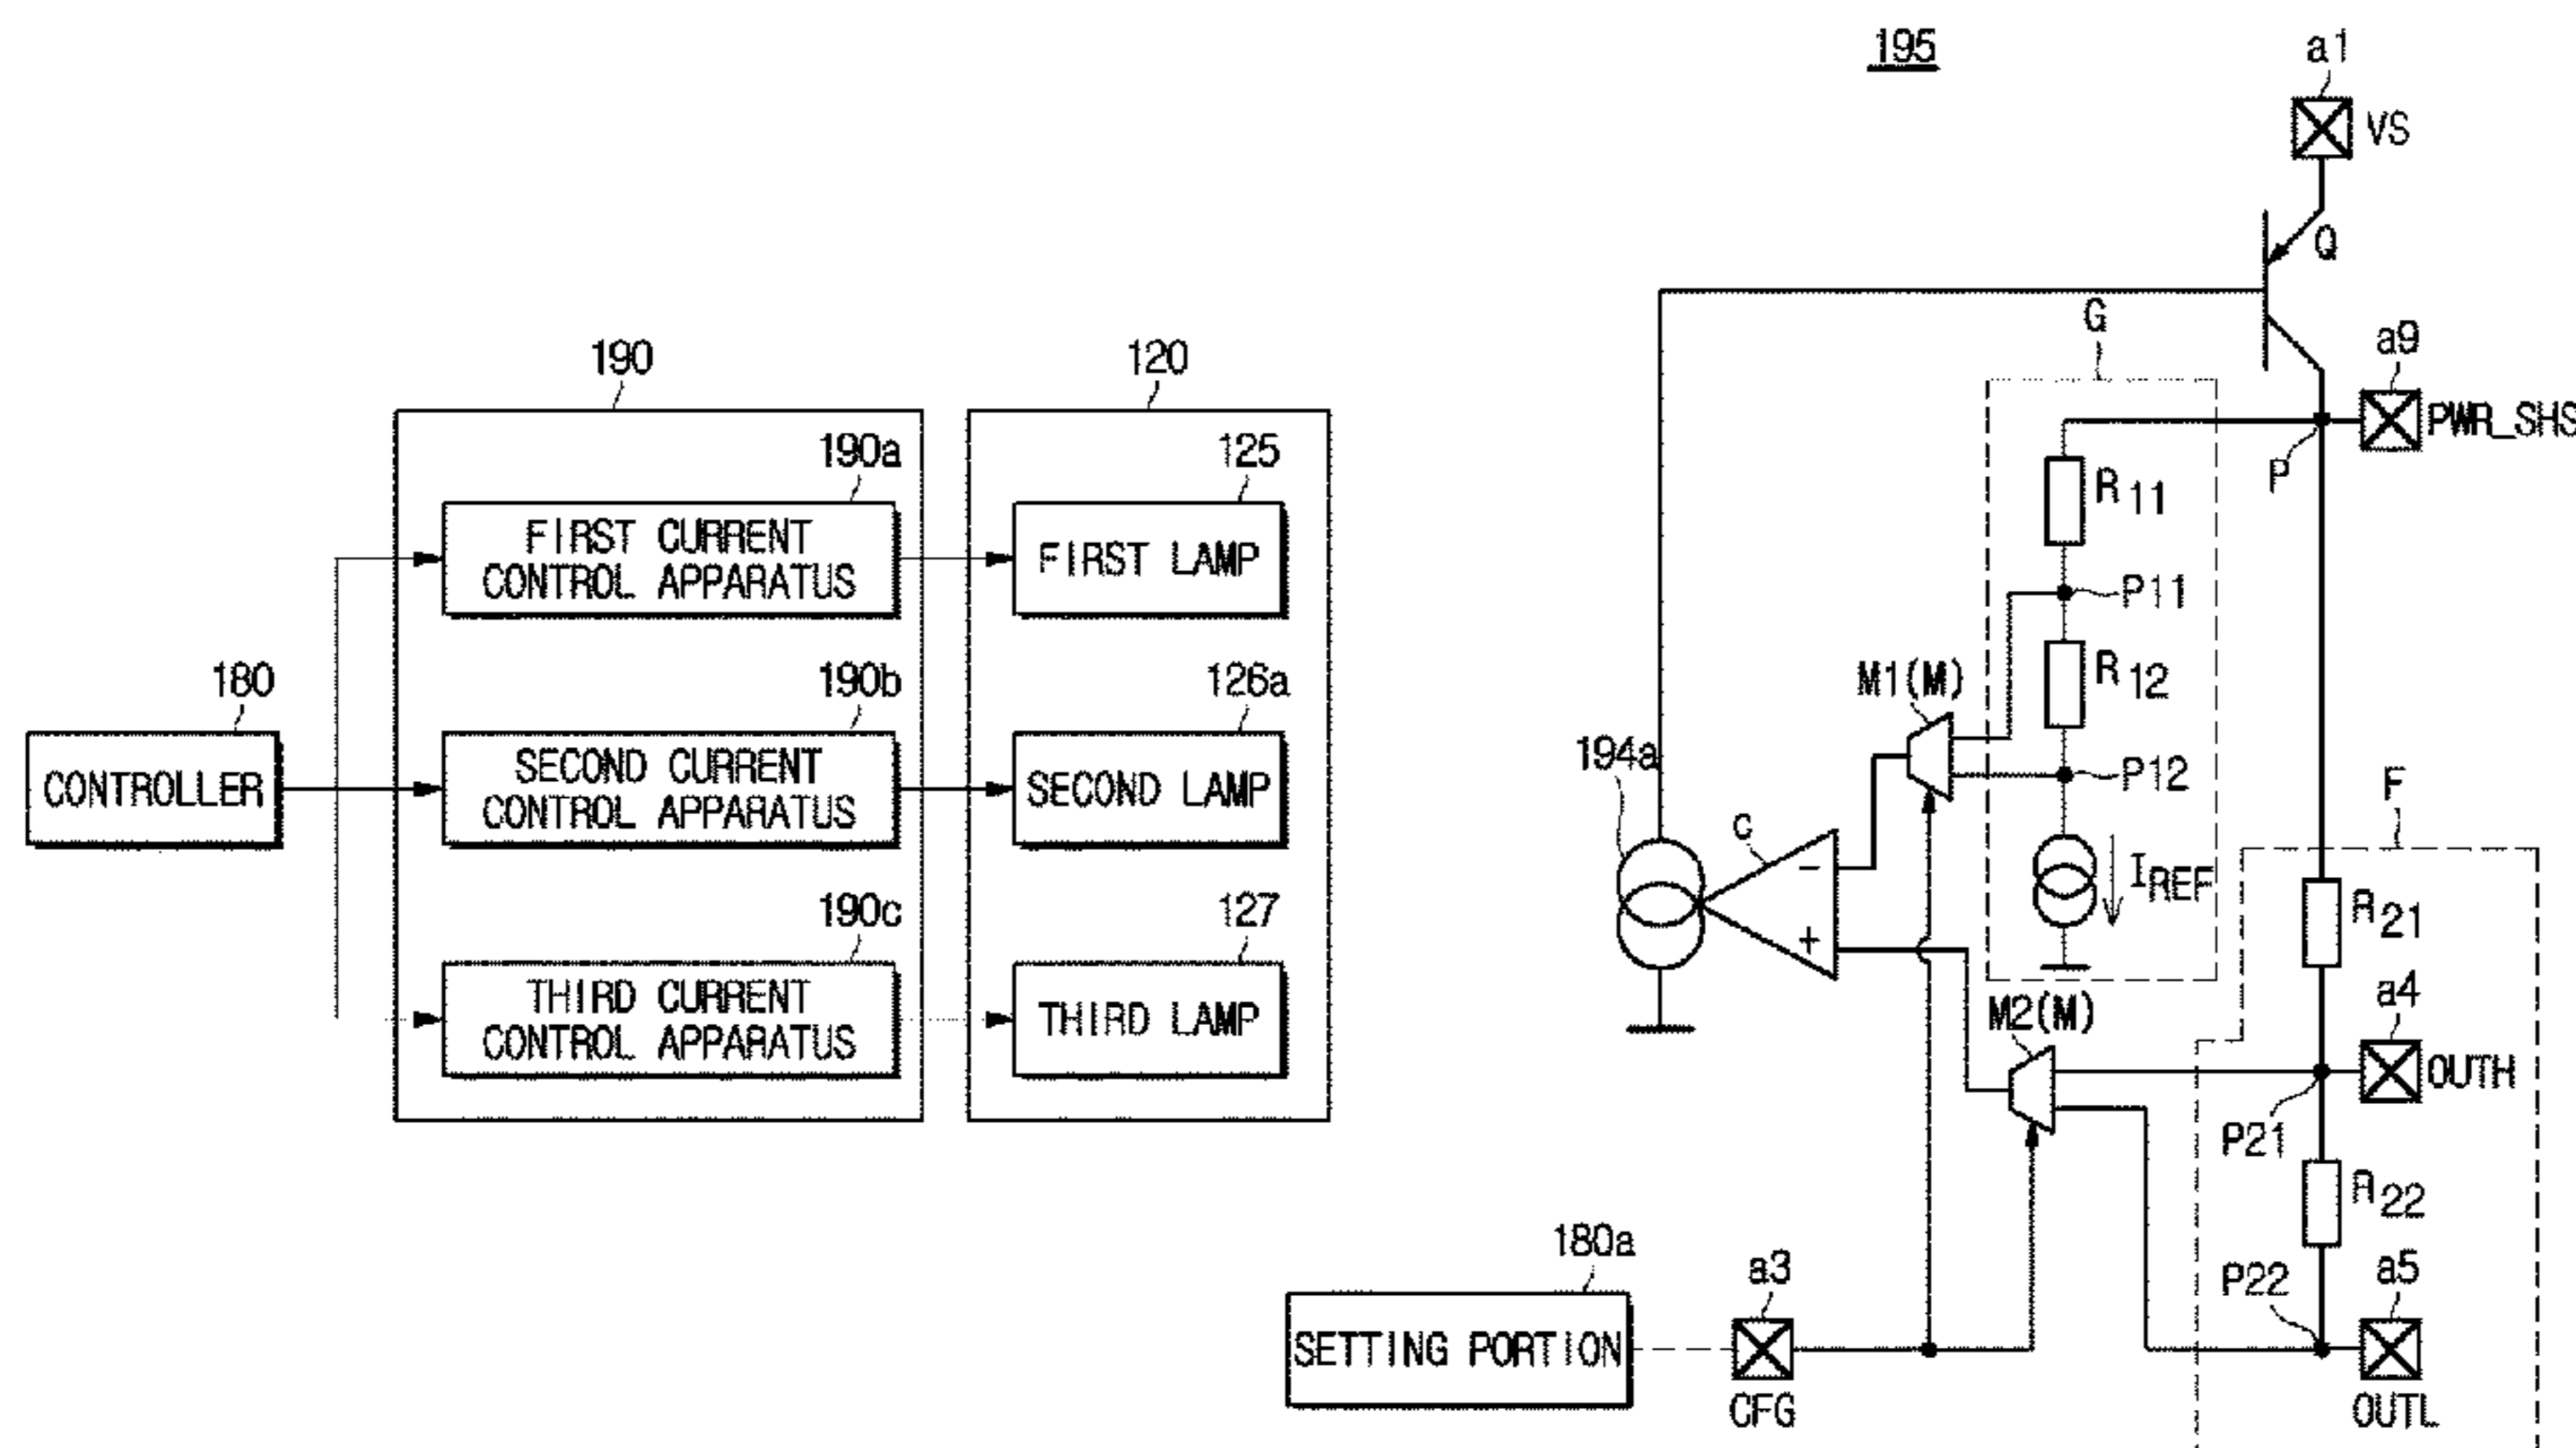 190
120
190a
FIRST CURRENT
CONTROL APPARATUS
125
FIRST LAMP
180
CONTROLLER
190b
SECOND CURRENT
CONTROL APPARATUS
126a
SECOND LAMP
190c
THIRD CURRENT
CONTROL APPARATUS
127
THIRD LAMP
195
a1
VS
Q
G
a9
PWR_SHS
P
R11
P11
R12
P12
M1(M)
194a
C
IREF
-
+
F
R21
M2(M)
a4
OUTH
P21
R22
180a
SETTING PORTION
a3
CFG
P22
a5
OUTL